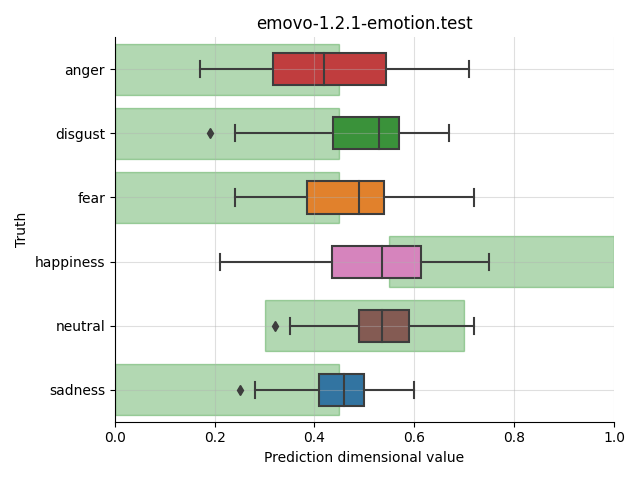 emovo-1.2.1-emotion.test
anger
disgust
fear
happiness
neutral
sadness
Truth
0.0 0.2 0.4 0.6 0.8 1.0
Prediction dimensional value